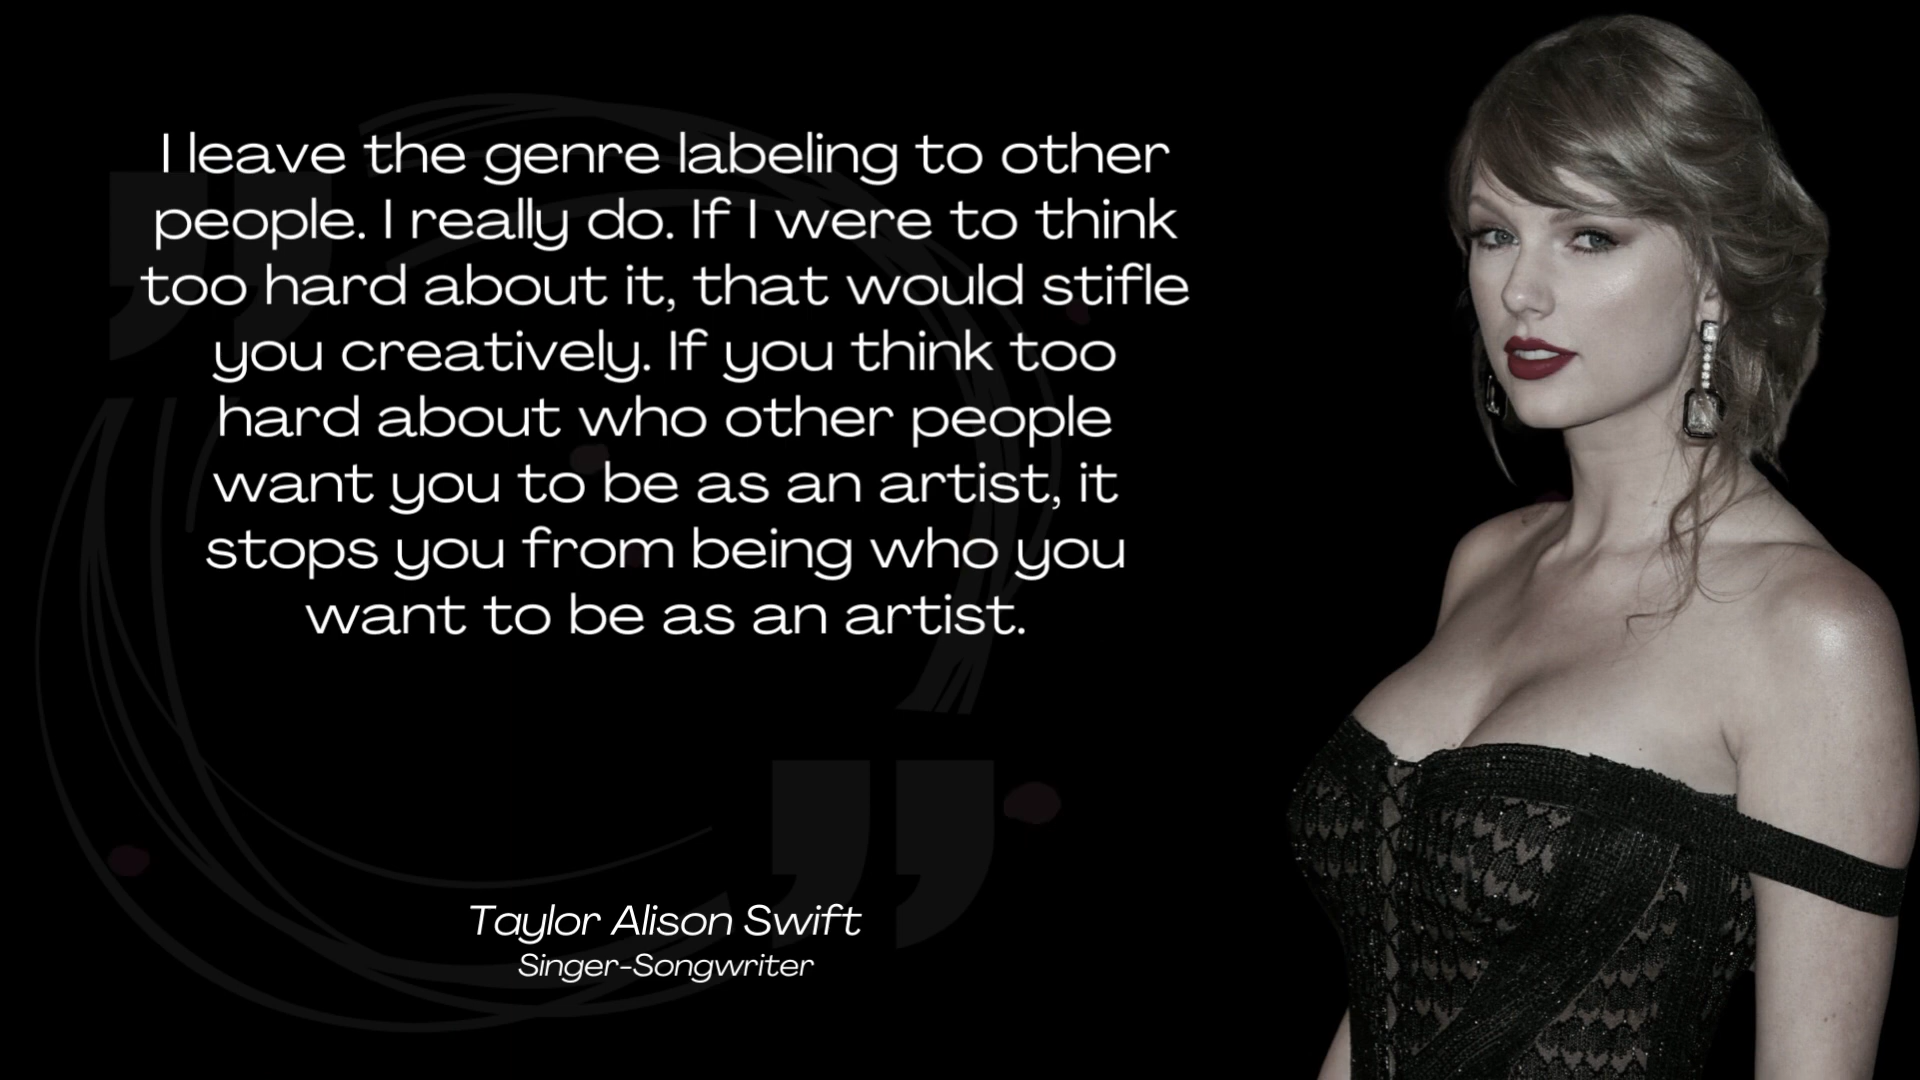 I leave the genre labeling to other
people. I really do. If I were to think
too hard about it, that would stifle
you creatively. If you think too
hard about who other people
want you to be as an artist, it
stops you from being who you
want to be as an artist.
Taylor Alison Swift
Singer-Songwriter